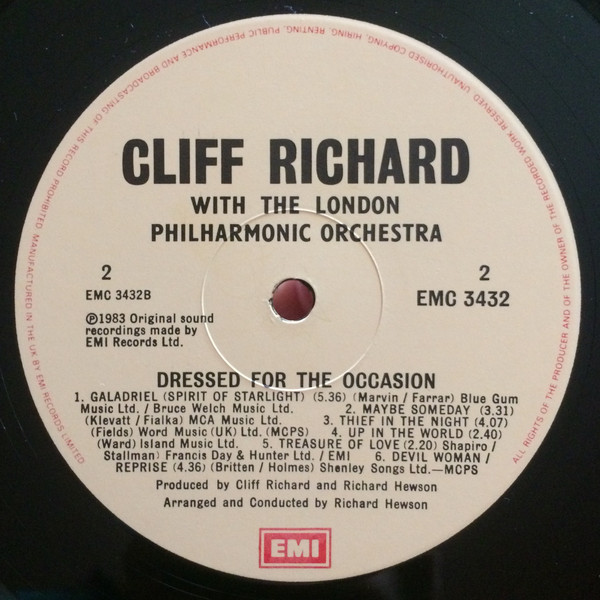 ALL RIGHTS OF THE PRODUCER AND OF THE OWNER OF THE RECORDED WORK RESERVED. UNAUTHORISED COPYING, HIRING, RENTING, PUBLIC PERFORMANCE AND BROADCASTING OF THIS RECORD PROHIBITED. MANUFACTURED IN THE UK BY EMI RECORDS LIMITED
CLIFF RICHARD
WITH THE LONDON
PHILHARMONIC ORCHESTRA
2
EMC 3432B
2
EMC 3432
Ⓟ1983 Original sound
recordings made by
EMI Records Ltd.
DRESSED FOR THE OCCASION
1. GALADRIEL (SPIRIT OF STARLIGHT) (5.36) (Marvin / Farrar) Blue Gum
Music Ltd. / Bruce Welch Music Ltd. 2. MAYBE SOMEDAY (3.31)
(Klevatt / Fialka) MCA Music Ltd. 3. THIEF IN THE NIGHT (4.07)
(Fields) Word Music (UK) Ltd. (MCPS) 4. UP IN THE WORLD (2.40)
(Ward) Island Music Ltd. 5. TREASURE OF LOVE (2.20) Shapiro /
Stallman) Francis Day & Hunter Ltd. / EMI 6. DEVIL WOMAN /
REPRISE (4.36) (Britten / Holmes) Shenley Songs Ltd.—MCPS
Produced by Cliff Richard and Richard Hewson
Arranged and Conducted by Richard Hewson
EMI